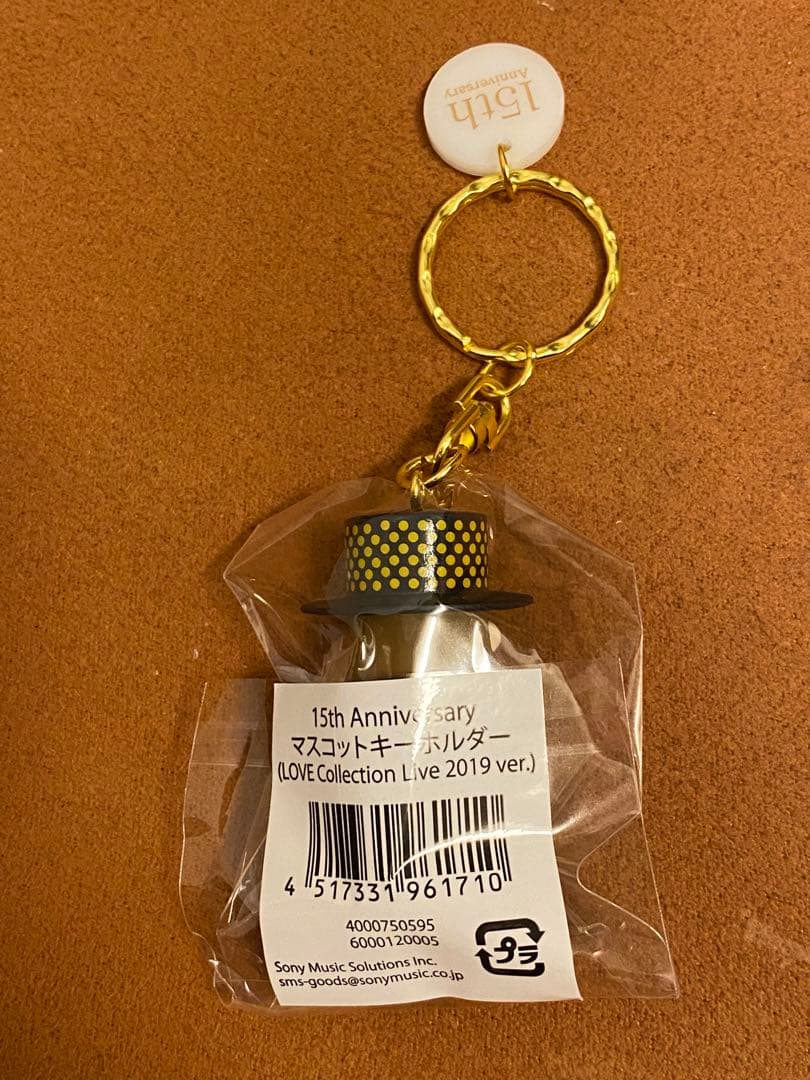 15th
Anniversary
15th Anniversary
マスコットキーホルダー
(LOVE Collection Live 2019 ver.)
4 517331 961710
4000750595
6000120005
プラ
Sony Music Solutions Inc.
sms-goods@sonymusic.co.jp